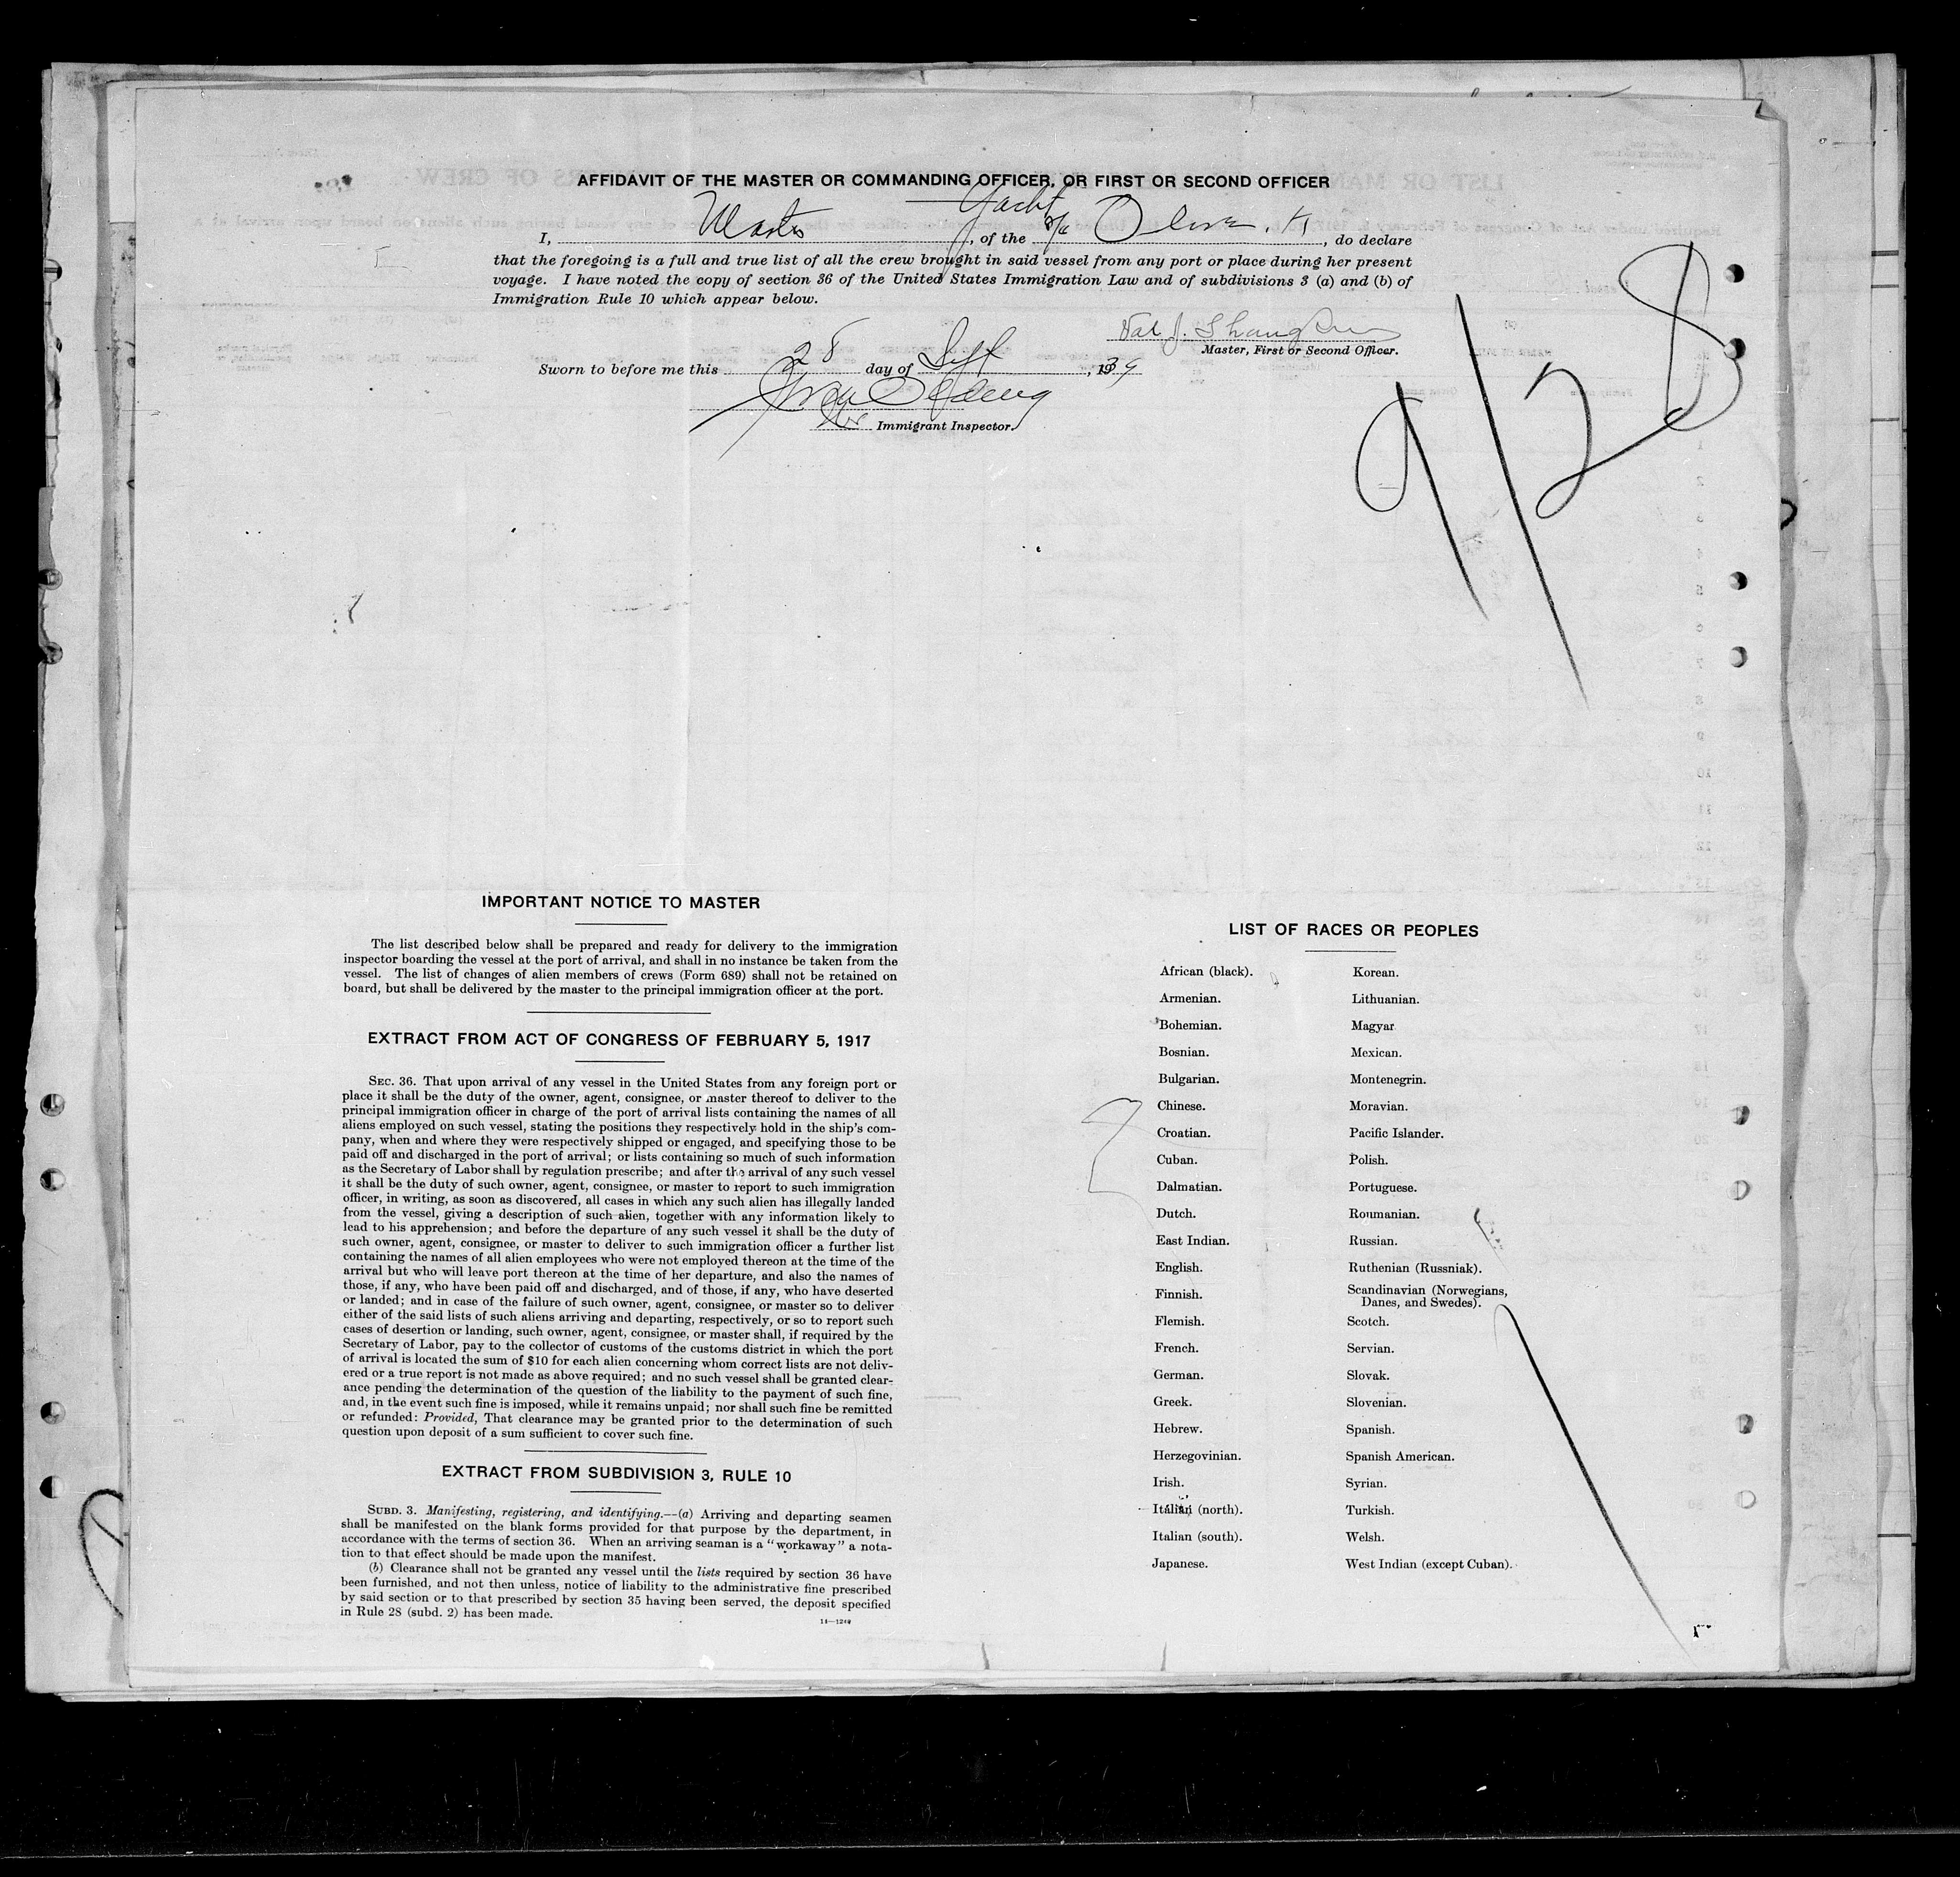 AFFIDAVIT OF THE MASTER OR COMMANDING OFFICER, OR FIRST OR SECOND OFFICER
Yacht
I, Master, of the Olive K, do declare
that the foregoing is a full and true list of all the crew brought in said vessel from any port or place during her present
voyage. I have noted the copy of section 36 of the United States Immigration Law and of subdivisions 3 (a) and (b) of
Immigration Rule 10 which appear below.
Master, First or Second Officer.
Sworn to before me this 28 day of Sept, 1939
Immigrant Inspector.
9/28
IMPORTANT NOTICE TO MASTER
The list described below shall be prepared and ready for delivery to the immigration
inspector boarding the vessel at the port of arrival, and shall in no instance be taken from the
vessel. The list of changes of alien members of crews (Form 689) shall not be retained on
board, but shall be delivered by the master to the principal immigration officer at the port.
EXTRACT FROM ACT OF CONGRESS OF FEBRUARY 5, 1917
SEC. 36. That upon arrival of any vessel in the United States from any foreign port or
place it shall be the duty of the owner, agent, consignee, or master thereof to deliver to the
principal immigration officer in charge of the port of arrival lists containing the names of all
aliens employed on such vessel, stating the positions they respectively hold in the ship's com-
pany, when and where they were respectively shipped or engaged, and specifying those to be
paid off and discharged in the port of arrival; or lists containing so much of such information
as the Secretary of Labor shall by regulation prescribe; and after the arrival of any such vessel
it shall be the duty of such owner, agent, consignee, or master to report to such immigration
officer, in writing, as soon as discovered, all cases in which any such alien has illegally landed
from the vessel, giving a description of such alien, together with any information likely to
lead to his apprehension; and before the departure of any such vessel it shall be the duty of
such owner, agent, consignee, or master to deliver to such immigration officer a further list
containing the names of all alien employees who were not employed thereon at the time of the
arrival but who will leave port thereon at the time of her departure, and also the names of
those, if any, who have been paid off and discharged, and of those, if any, who have deserted
or landed; and in case of the failure of such owner, agent, consignee, or master so to deliver
either of the said lists of such aliens arriving and departing, respectively, or so to report such
cases of desertion or landing, such owner, agent, consignee, or master shall, if required by the
Secretary of Labor, pay to the collector of customs of the customs district in which the port
of arrival is located the sum of $10 for each alien concerning whom correct lists are not deliv-
ered or a true report is not made as above required; and no such vessel shall be granted clear-
ance pending the determination of the question of the liability to the payment of such fine,
and, in the event such fine is imposed, while it remains unpaid; nor shall such fine be remitted
or refunded: Provided, That clearance may be granted prior to the determination of such
question upon deposit of a sum sufficient to cover such fine.
EXTRACT FROM SUBDIVISION 3, RULE 10
SUBD. 3. Manifesting, registering, and identifying.—(a) Arriving and departing seamen
shall be manifested on the blank forms provided for that purpose by the department, in
accordance with the terms of section 36. When an arriving seaman is a "workaway" a nota-
tion to that effect should be made upon the manifest.
(b) Clearance shall not be granted any vessel until the lists required by section 36 have
been furnished, and not then unless, notice of liability to the administrative fine prescribed
by said section or to that prescribed by section 35 having been served, the deposit specified
in Rule 28 (subd. 2) has been made.
14—1249
LIST OF RACES OR PEOPLES
African (black).
Armenian.
Bohemian.
Bosnian.
Bulgarian.
Chinese.
Croatian.
Cuban.
Dalmatian.
Dutch.
East Indian.
English.
Finnish.
Flemish.
French.
German.
Greek.
Hebrew.
Herzegovinian.
Irish.
Italian (north).
Italian (south).
Japanese.
Korean.
Lithuanian.
Magyar.
Mexican.
Montenegrin.
Moravian.
Pacific Islander.
Polish.
Portuguese.
Roumanian.
Russian.
Ruthenian (Russniak).
Scandinavian (Norwegians,
Danes, and Swedes).
Scotch.
Servian.
Slovak.
Slovenian.
Spanish.
Spanish American.
Syrian.
Turkish.
Welsh.
West Indian (except Cuban).